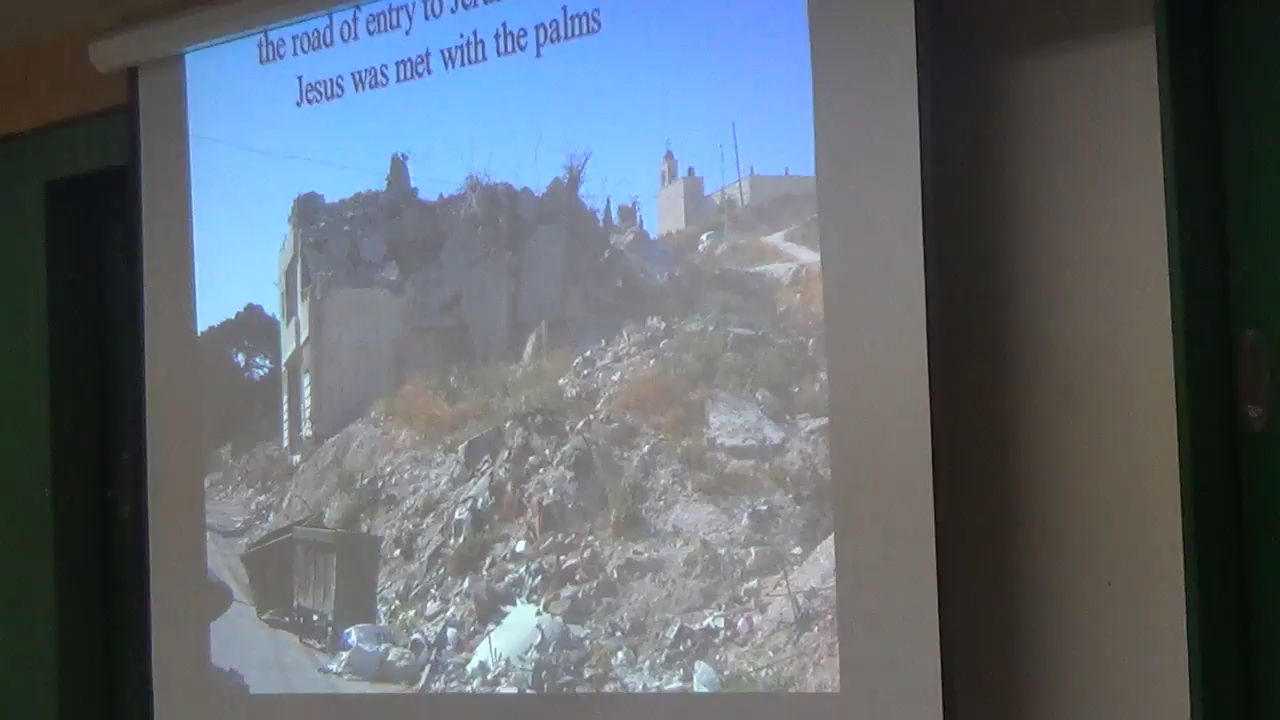 the road of entry to
Jesus was met with the palms